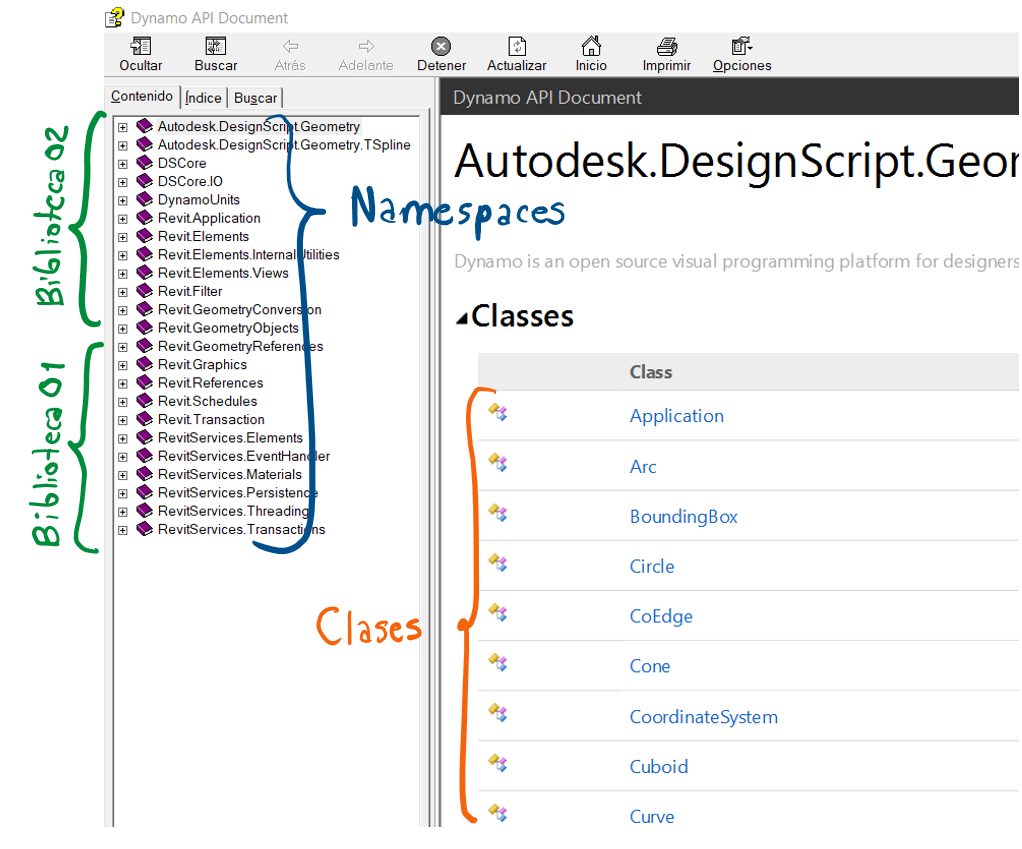 Dynamo API Document
Ocultar Buscar Atrás Adelante Detener Actualizar Inicio Imprimir Opciones
Contenido Índice Buscar
Autodesk.DesignScript.Geometry
Autodesk.DesignScript.Geometry.TSpline
DSCore
DSCore.IO
DynamoUnits
Revit.Application
Revit.Elements
Revit.Elements.InternalUtilities
Revit.Elements.Views
Revit.Filter
Revit.GeometryConversion
Revit.GeometryObjects
Revit.GeometryReferences
Revit.Graphics
Revit.References
Revit.Schedules
Revit.Transaction
RevitServices.Elements
RevitServices.EventHandler
RevitServices.Materials
RevitServices.Persistence
RevitServices.Threading
RevitServices.Transactions
Biblioteca 02
Biblioteca 01
Namespaces
Clases
Dynamo API Document
Autodesk.DesignScript.Geor
Dynamo is an open source visual programming platform for designers
Classes
Class
Application
Arc
BoundingBox
Circle
CoEdge
Cone
CoordinateSystem
Cuboid
Curve